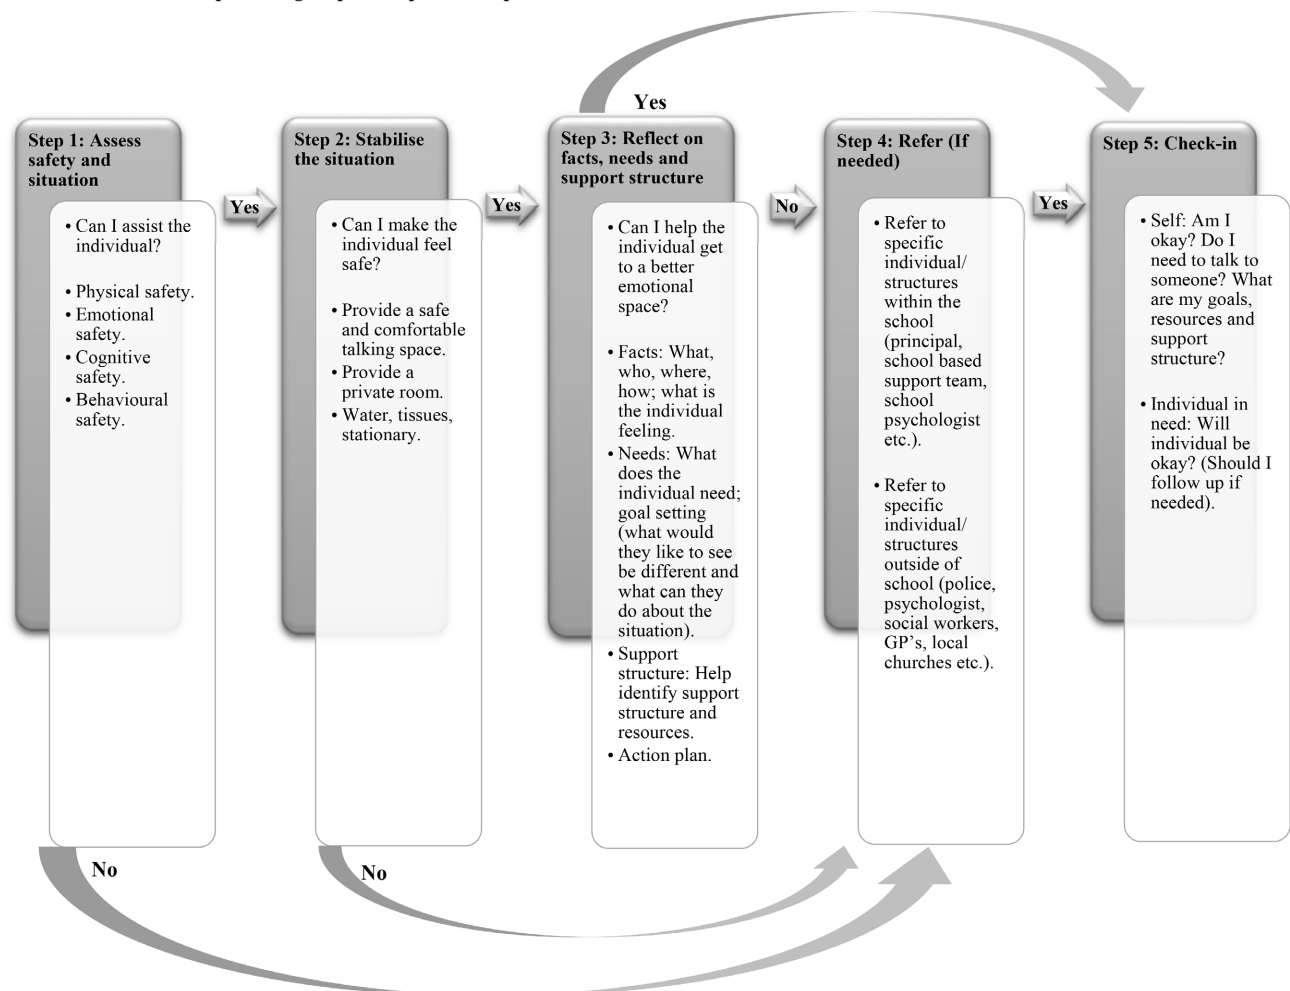 Yes
Step 1: Assess
safety and
situation
• Can I assist the
individual?
• Physical safety.
• Emotional
safety.
• Cognitive
safety.
• Behavioural
safety.
Yes
No
Step 2: Stabilise
the situation
• Can I make the
individual feel
safe?
• Provide a safe
and comfortable
talking space.
• Provide a
private room.
• Water, tissues,
stationary.
Yes
No
Step 3: Reflect on
facts, needs and
support structure
• Can I help the
individual get
to a better
emotional
space?
• Facts: What,
who, where,
how; what is
the individual
feeling.
• Needs: What
does the
individual need;
goal setting
(what would
they like to see
be different and
what can they
do about the
situation).
• Support
structure: Help
identify support
structure and
resources.
• Action plan.
No
Step 4: Refer (If
needed)
• Refer to
specific
individual/
structures
within the
school
(principal,
school based
support team,
school
psychologist
etc.).
• Refer to
specific
individual/
structures
outside of
school (police,
psychologist,
social workers,
GP's, local
churches etc.).
Yes
Step 5: Check-in
• Self: Am I
okay? Do I
need to talk to
someone? What
are my goals,
resources and
support
structure?
• Individual in
need: Will
individual be
okay? (Should I
follow up if
needed).